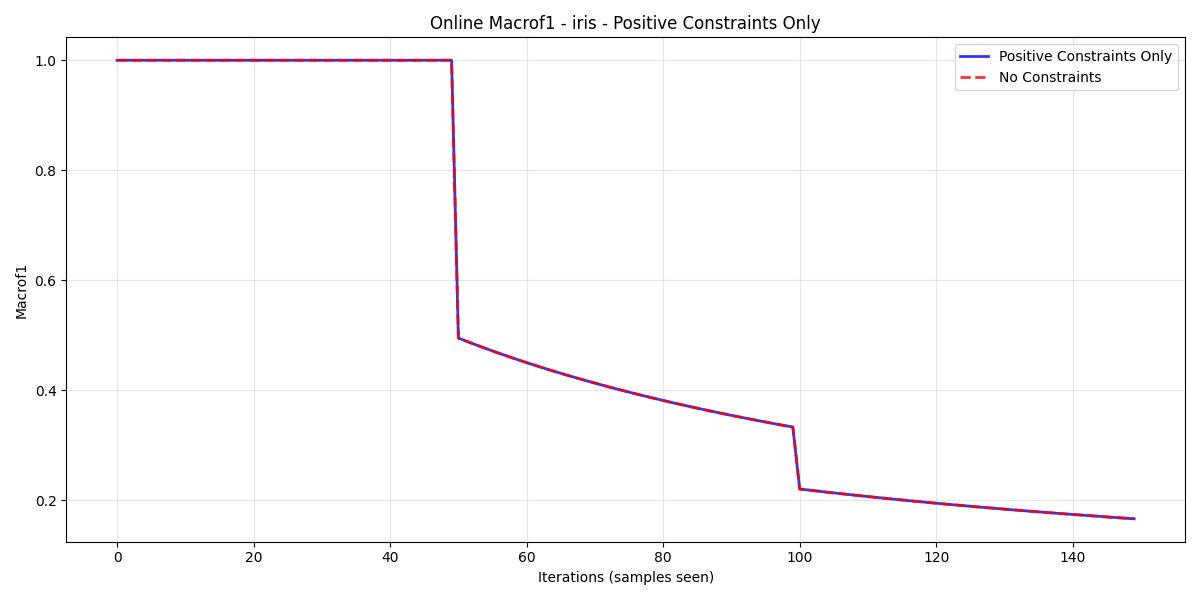 Online Macrof1 - iris - Positive Constraints Only
Positive Constraints Only
No Constraints
Macrof1
1.0
0.8
0.6
0.4
0.2
0 20 40 60 80 100 120 140
Iterations (samples seen)